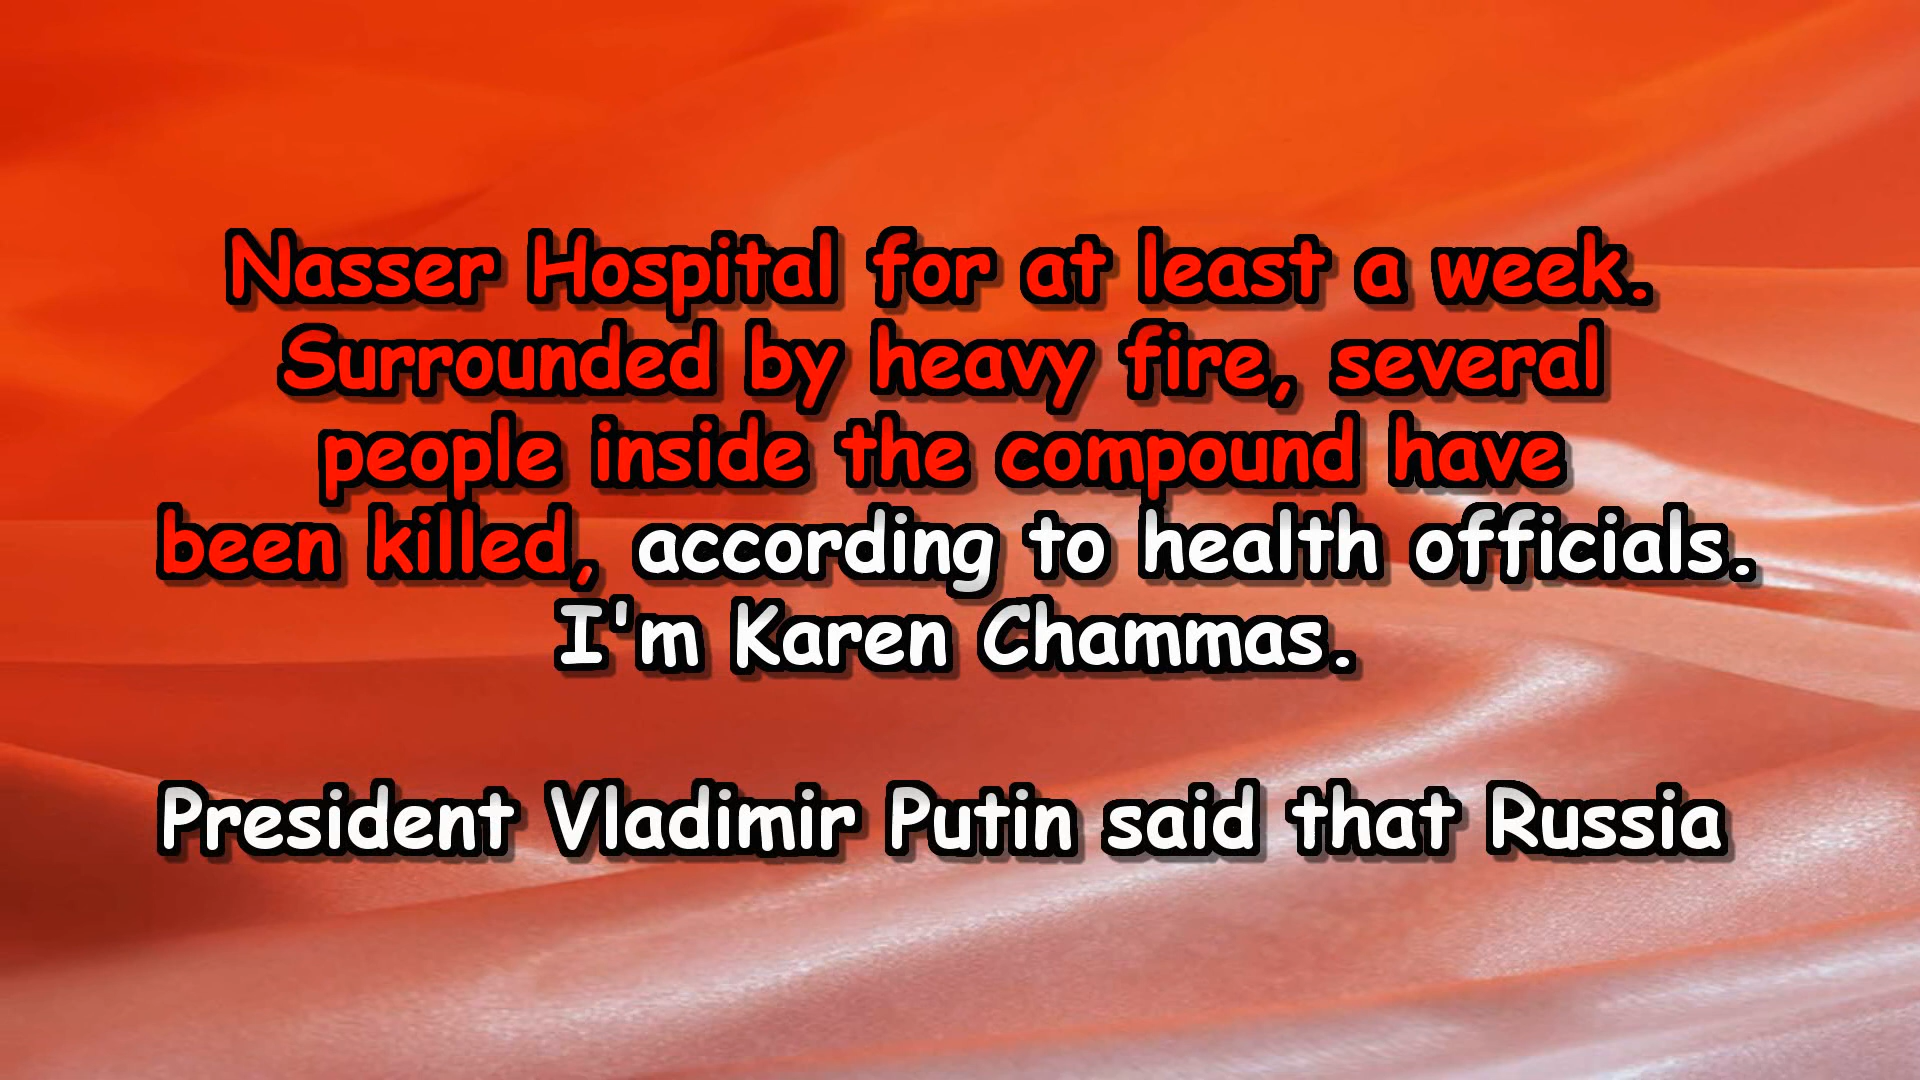 Nasser Hospital for at least a week.
Surrounded by heavy fire, several
people inside the compound have
been killed, according to health officials.
I'm Karen Chammas.
President Vladimir Putin said that Russia